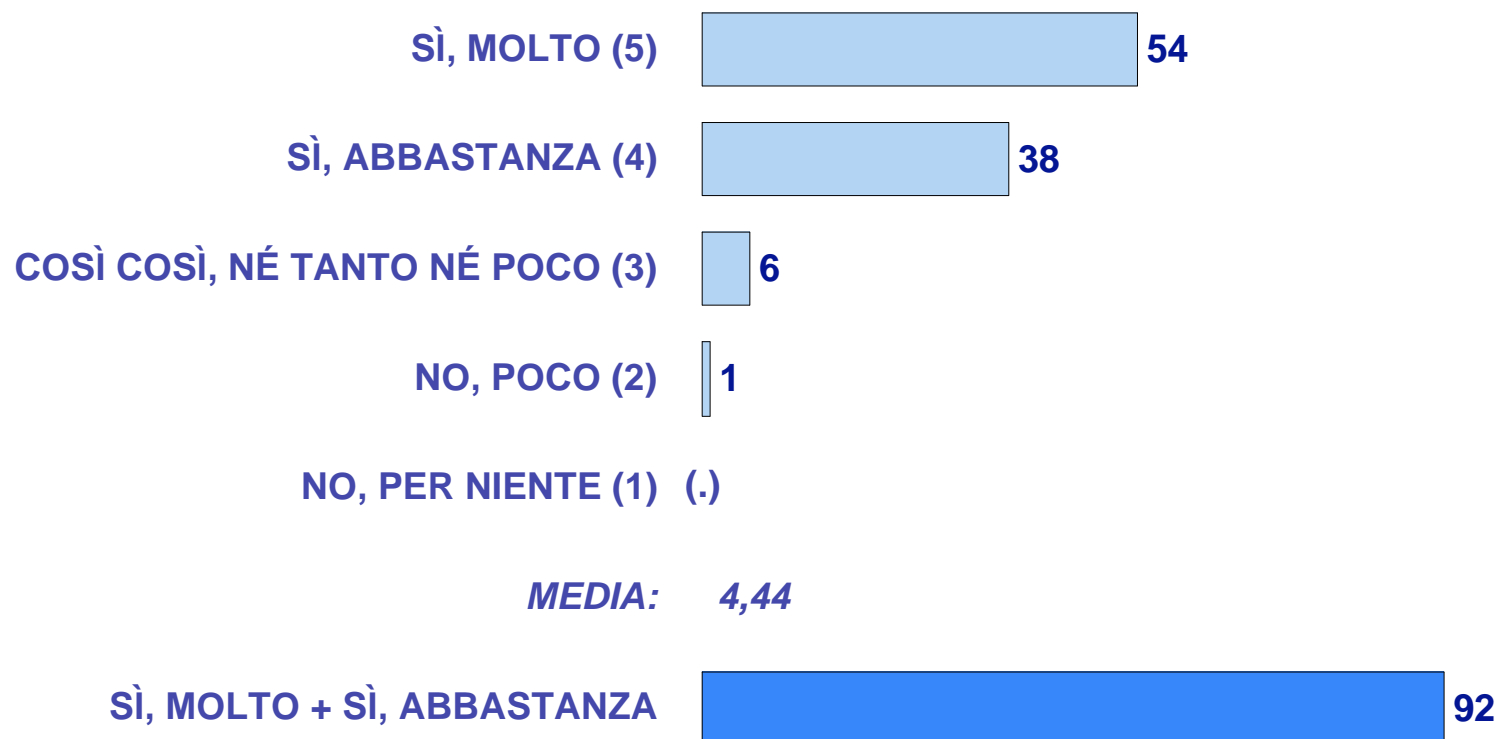 SÌ, MOLTO (5) 54
SÌ, ABBASTANZA (4) 38
COSÌ COSÌ, NÉ TANTO NÉ POCO (3) 6
NO, POCO (2) 1
NO, PER NIENTE (1) (.)
MEDIA: 4,44
SÌ, MOLTO + SÌ, ABBASTANZA 92